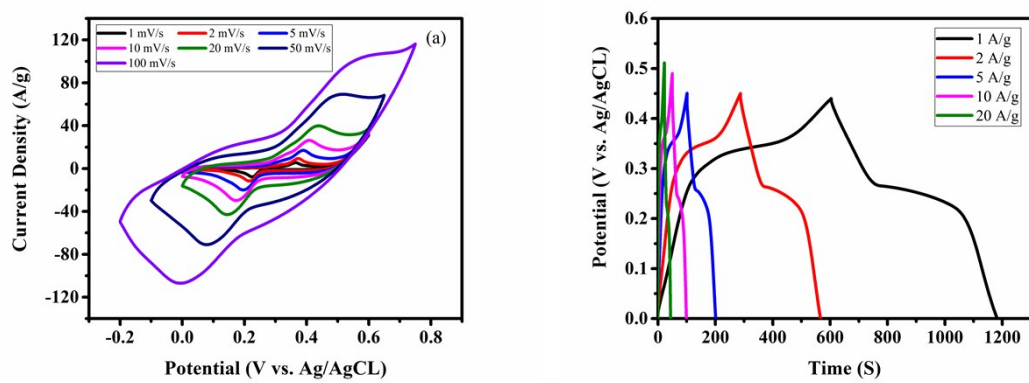 120
80
40
0
-40
-80
-120
Current Density (A/g)
1 mV/s 2 mV/s 5 mV/s
10 mV/s 20 mV/s 50 mV/s
100 mV/s
(a)
-0.2 0.0 0.2 0.4 0.6 0.8
Potential (V vs. Ag/AgCL)
0.6
0.5
0.4
0.3
0.2
0.1
0.0
Potential (V vs. Ag/AgCL)
1 A/g
2 A/g
5 A/g
10 A/g
20 A/g
0 200 400 600 800 1000 1200
Time (S)